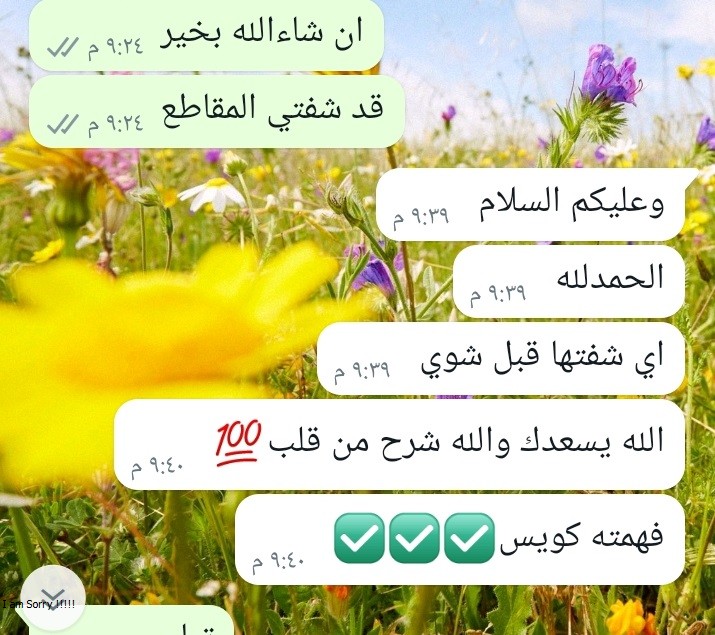 ان شاءالله بخير
٩:٢٤ م
قد شفتي المقاطع
٩:٢٤ م
وعليكم السلام
٩:٣٩ م
الحمدلله
٩:٣٩ م
اي شفتها قبل شوي
٩:٣٩ م
الله يسعدك والله شرح من قلب 💯
٩:٤٠ م
فهمته كويس ✅✅✅
٩:٤٠ م
I am Sorry !!!!!